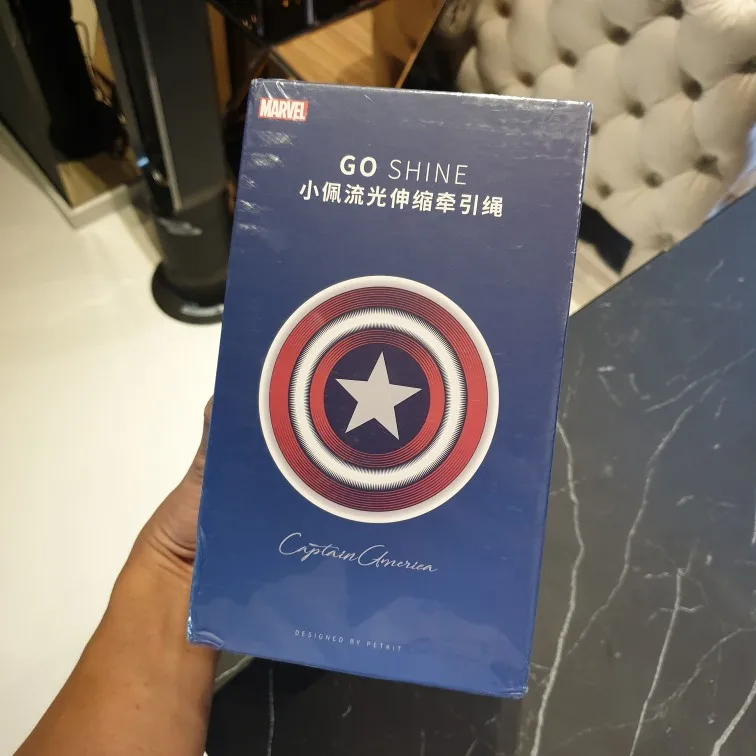 MARVEL
GO SHINE
小佩流光伸缩牵引绳
Captain America
DESIGNED BY PETKIT